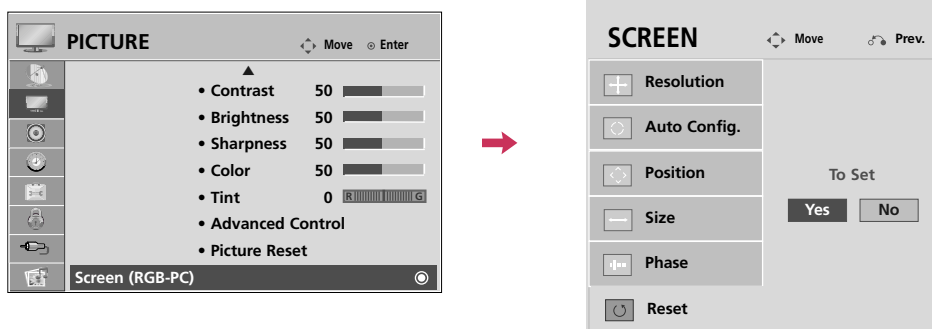 PICTURE Move Enter
• Contrast 50
• Brightness 50
• Sharpness 50
• Color 50
• Tint 0 R G
• Advanced Control
• Picture Reset
Screen (RGB-PC)
SCREEN Move Prev.
Resolution
Auto Config.
Position
Size
Phase
Reset
To Set
Yes No